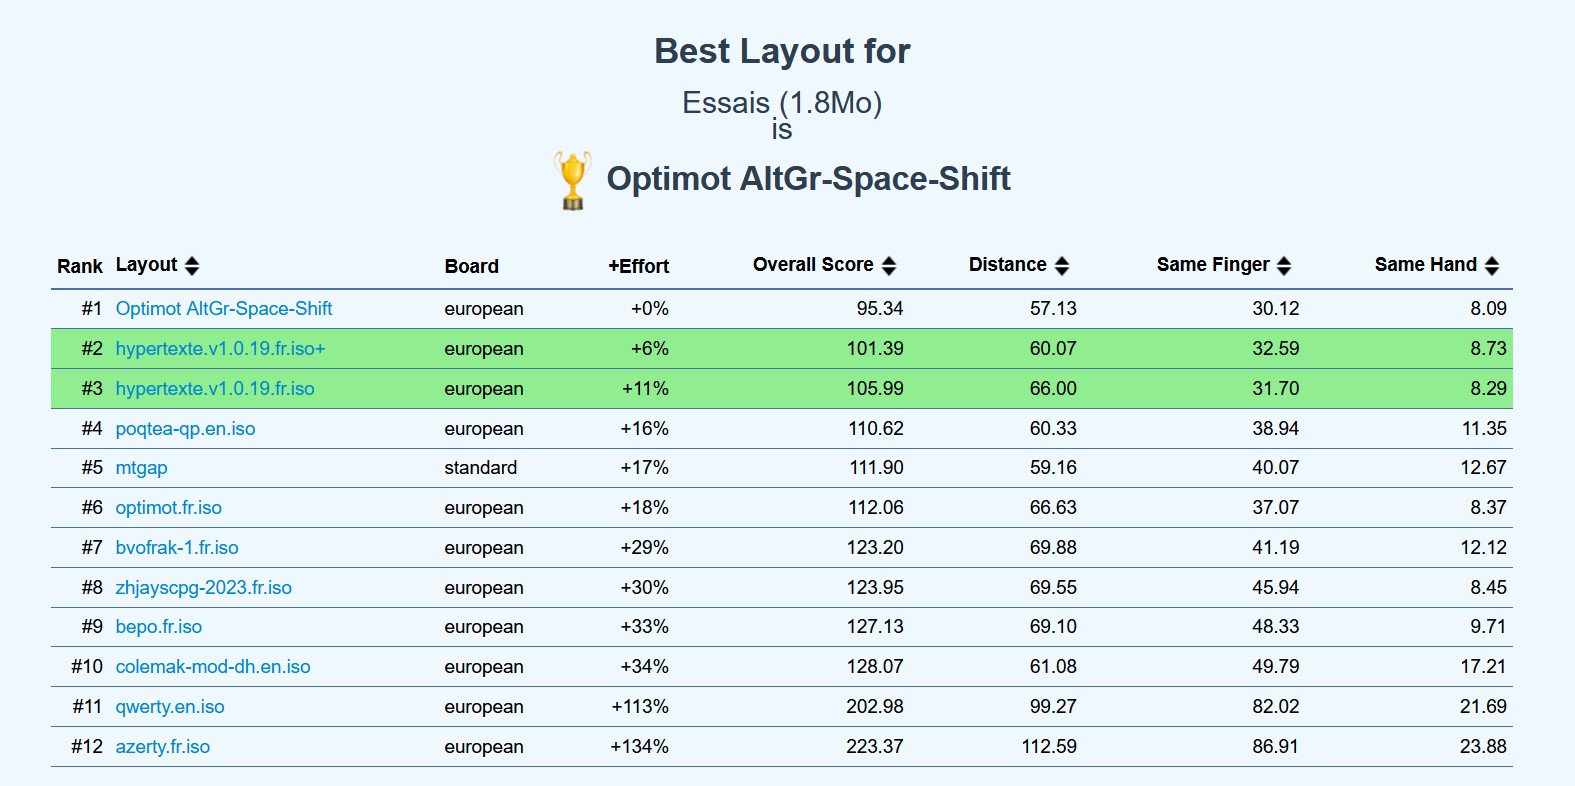 Best Layout for
Essais (1.8Mo)
is
Optimot AltGr-Space-Shift
Rank Layout Board +Effort Overall Score Distance Same Finger Same Hand
#1 Optimot AltGr-Space-Shift european +0% 95.34 57.13 30.12 8.09
#2 hypertexte.v1.0.19.fr.iso+ european +6% 101.39 60.07 32.59 8.73
#3 hypertexte.v1.0.19.fr.iso european +11% 105.99 66.00 31.70 8.29
#4 poqtea-qp.en.iso european +16% 110.62 60.33 38.94 11.35
#5 mtgap standard +17% 111.90 59.16 40.07 12.67
#6 optimot.fr.iso european +18% 112.06 66.63 37.07 8.37
#7 bvofrak-1.fr.iso european +29% 123.20 69.88 41.19 12.12
#8 zhjayscpg-2023.fr.iso european +30% 123.95 69.55 45.94 8.45
#9 bepo.fr.iso european +33% 127.13 69.10 48.33 9.71
#10 colemak-mod-dh.en.iso european +34% 128.07 61.08 49.79 17.21
#11 qwerty.en.iso european +113% 202.98 99.27 82.02 21.69
#12 azerty.fr.iso european +134% 223.37 112.59 86.91 23.88